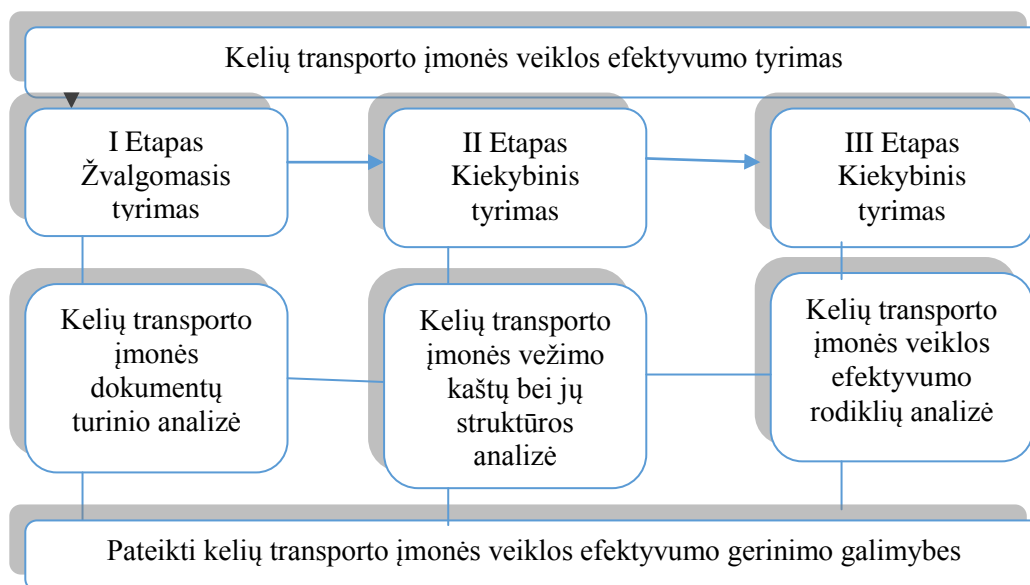 Kelių transporto įmonės veiklos efektyvumo tyrimas
I Etapas
Žvalgomasis
tyrimas
II Etapas
Kiekybinis
tyrimas
III Etapas
Kiekybinis
tyrimas
Kelių transporto
įmonės
dokumentų
turinio analizė
Kelių transporto
įmonės vežimo
kaštų bei jų
struktūros
analizė
Kelių transporto
įmonės veiklos
efektyvumo
rodiklių analizė
Pateikti kelių transporto įmonės veiklos efektyvumo gerinimo galimybes